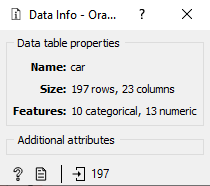 Data Info - Ora...
Data table properties
Name: car
Size: 197 rows, 23 columns
Features: 10 categorical, 13 numeric
Additional attributes
197